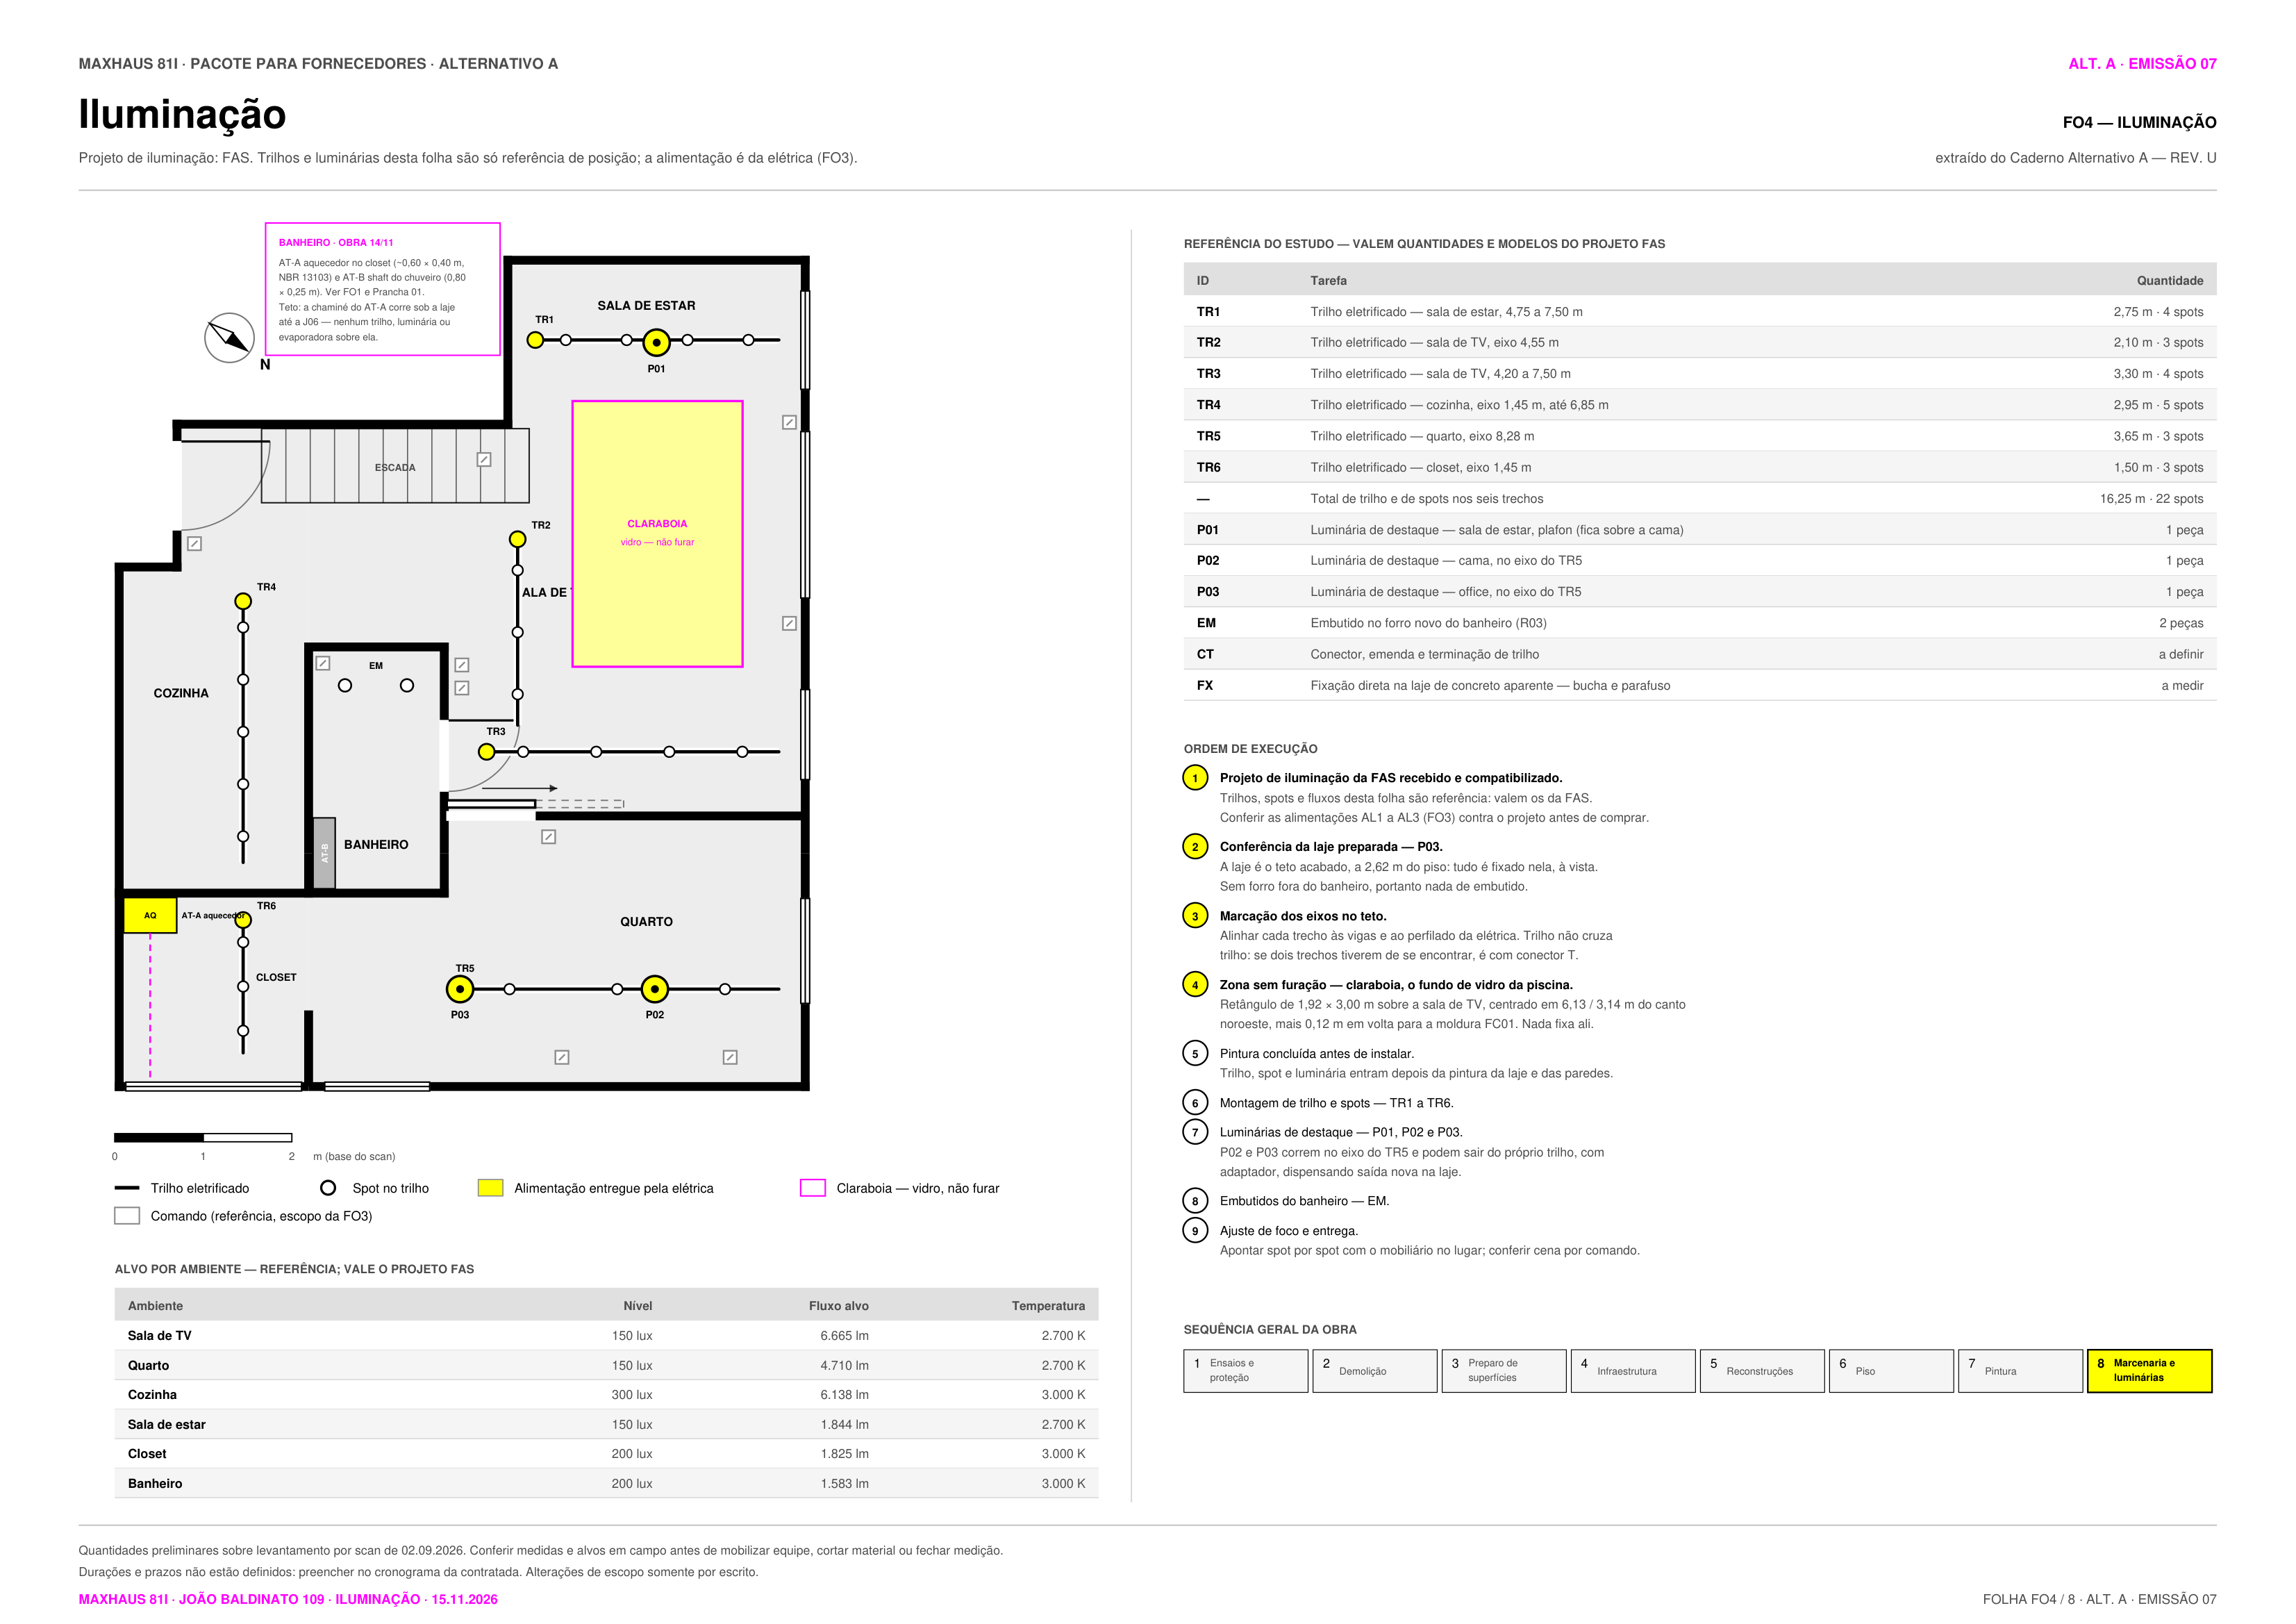 MAXHAUS 81I · PACOTE PARA FORNECEDORES · ALTERNATIVO A
ALT. A · EMISSÃO 07
Iluminação
FO4 — ILUMINAÇÃO
Projeto de iluminação: FAS. Trilhos e luminárias desta folha são só referência de posição; a alimentação é da elétrica (FO3).
extraído do Caderno Alternativo A — REV. U
BANHEIRO · OBRA 14/11
AT-A aquecedor no closet (~0,60 × 0,40 m,
NBR 13103) e AT-B shaft do chuveiro (0,80
× 0,25 m). Ver FO1 e Prancha 01.
Teto: a chaminé do AT-A corre sob a laje
até a J06 — nenhum trilho, luminária ou
evaporadora sobre ela.
N
SALA DE ESTAR
TR1
P01
ESCADA
CLARABOIA
vidro — não furar
TR2
ALA DE
TR4
EM
COZINHA
TR3
BANHEIRO
AT-B
TR6
AQ
AT-A aquecedor
QUARTO
CLOSET
TR5
P03
P02
0
1
2
m (base do scan)
Trilho eletrificado
Spot no trilho
Alimentação entregue pela elétrica
Claraboia — vidro, não furar
Comando (referência, escopo da FO3)
ALVO POR AMBIENTE — REFERÊNCIA; VALE O PROJETO FAS
Ambiente Nível Fluxo alvo Temperatura
Sala de TV 150 lux 6.665 lm 2.700 K
Quarto 150 lux 4.710 lm 2.700 K
Cozinha 300 lux 6.138 lm 3.000 K
Sala de estar 150 lux 1.844 lm 2.700 K
Closet 200 lux 1.825 lm 3.000 K
Banheiro 200 lux 1.583 lm 3.000 K
REFERÊNCIA DO ESTUDO — VALEM QUANTIDADES E MODELOS DO PROJETO FAS
ID Tarefa Quantidade
TR1 Trilho eletrificado — sala de estar, 4,75 a 7,50 m 2,75 m · 4 spots
TR2 Trilho eletrificado — sala de TV, eixo 4,55 m 2,10 m · 3 spots
TR3 Trilho eletrificado — sala de TV, 4,20 a 7,50 m 3,30 m · 4 spots
TR4 Trilho eletrificado — cozinha, eixo 1,45 m, até 6,85 m 2,95 m · 5 spots
TR5 Trilho eletrificado — quarto, eixo 8,28 m 3,65 m · 3 spots
TR6 Trilho eletrificado — closet, eixo 1,45 m 1,50 m · 3 spots
— Total de trilho e de spots nos seis trechos 16,25 m · 22 spots
P01 Luminária de destaque — sala de estar, plafon (fica sobre a cama) 1 peça
P02 Luminária de destaque — cama, no eixo do TR5 1 peça
P03 Luminária de destaque — office, no eixo do TR5 1 peça
EM Embutido no forro novo do banheiro (R03) 2 peças
CT Conector, emenda e terminação de trilho a definir
FX Fixação direta na laje de concreto aparente — bucha e parafuso a medir
ORDEM DE EXECUÇÃO
1 Projeto de iluminação da FAS recebido e compatibilizado.
Trilhos, spots e fluxos desta folha são referência: valem os da FAS.
Conferir as alimentações AL1 a AL3 (FO3) contra o projeto antes de comprar.
2 Conferência da laje preparada — P03.
A laje é o teto acabado, a 2,62 m do piso: tudo é fixado nela, à vista.
Sem forro fora do banheiro, portanto nada de embutido.
3 Marcação dos eixos no teto.
Alinhar cada trecho às vigas e ao perfilado da elétrica. Trilho não cruza
trilho: se dois trechos tiverem de se encontrar, é com conector T.
4 Zona sem furação — claraboia, o fundo de vidro da piscina.
Retângulo de 1,92 × 3,00 m sobre a sala de TV, centrado em 6,13 / 3,14 m do canto
noroeste, mais 0,12 m em volta para a moldura FC01. Nada fixa ali.
5 Pintura concluída antes de instalar.
Trilho, spot e luminária entram depois da pintura da laje e das paredes.
6 Montagem de trilho e spots — TR1 a TR6.
7 Luminárias de destaque — P01, P02 e P03.
P02 e P03 correm no eixo do TR5 e podem sair do próprio trilho, com
adaptador, dispensando saída nova na laje.
8 Embutidos do banheiro — EM.
9 Ajuste de foco e entrega.
Apontar spot por spot com o mobiliário no lugar; conferir cena por comando.
SEQUÊNCIA GERAL DA OBRA
1 Ensaios e
proteção
2 Demolição
3 Preparo de
superfícies
4 Infraestrutura
5 Reconstruções
6 Piso
7 Pintura
8 Marcenaria e
luminárias
Quantidades preliminares sobre levantamento por scan de 02.09.2026. Conferir medidas e alvos em campo antes de mobilizar equipe, cortar material ou fechar medição.
Durações e prazos não estão definidos: preencher no cronograma da contratada. Alterações de escopo somente por escrito.
MAXHAUS 81I · JOÃO BALDINATO 109 · ILUMINAÇÃO · 15.11.2026
FOLHA FO4 / 8 · ALT. A · EMISSÃO 07